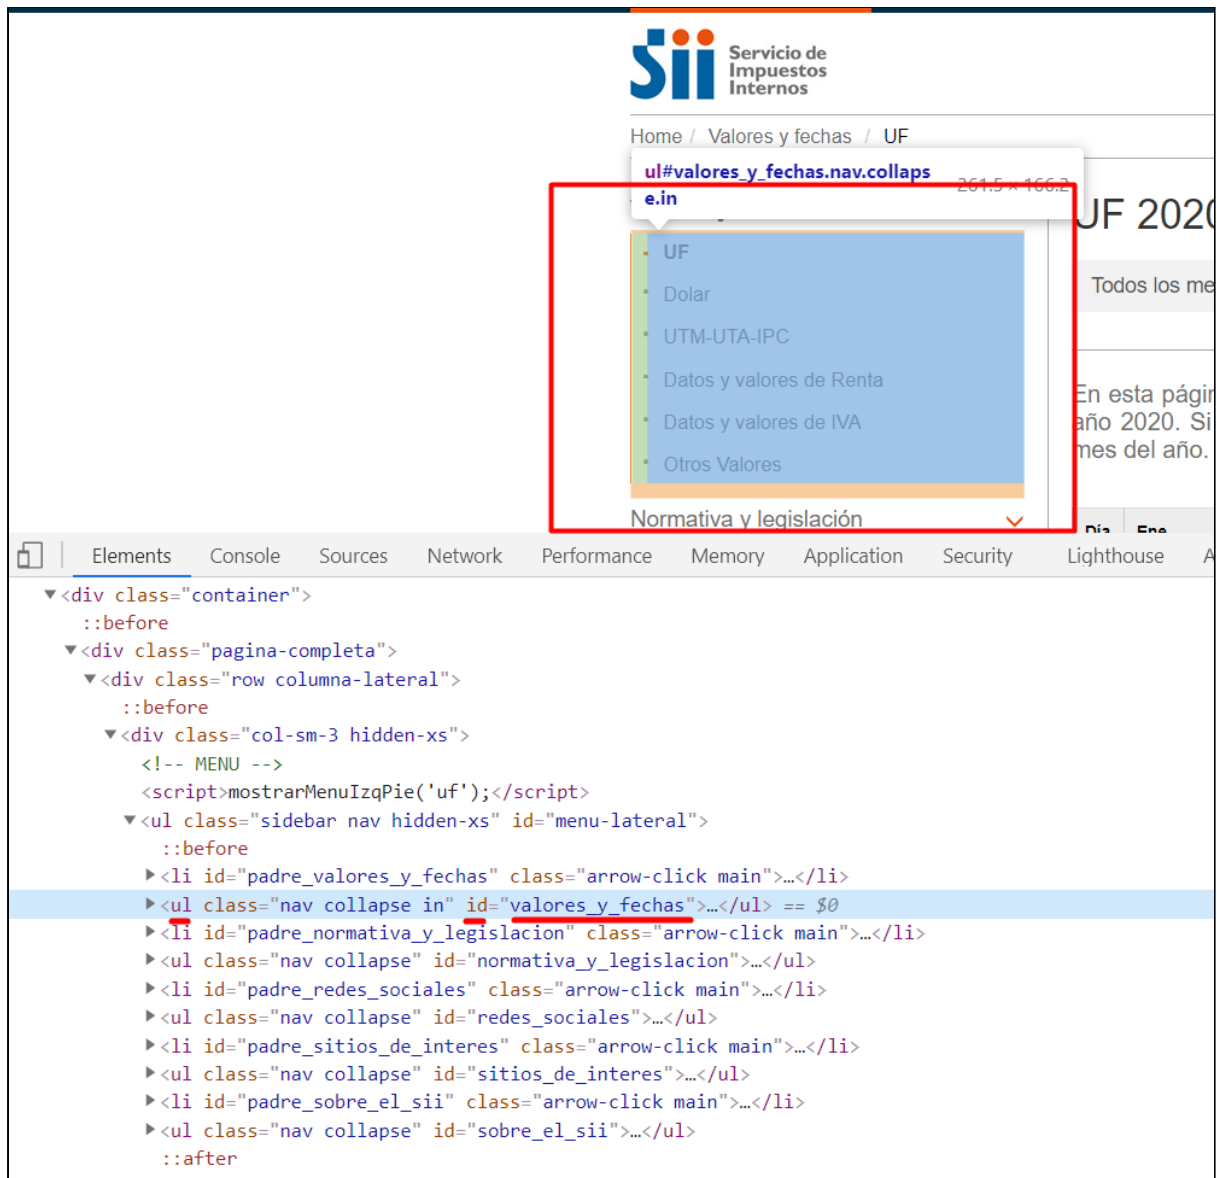 Sii Servicio de
Impuestos
Internos
Home / Valores y fechas / UF
ul#valores_y_fechas.nav.collaps
e.in
261.5 × 166.2
UF 2020
UF
Dolar
UTM-UTA-IPC
Datos y valores de Renta
Datos y valores de IVA
Otros Valores
Normativa y legislación
Todos los me
En esta págin
año 2020. Si
mes del año.
Día Ene
Elements Console Sources Network Performance Memory Application Security Lighthouse A
▼<div class="container">
::before
▼<div class="pagina-completa">
▼<div class="row columna-lateral">
::before
▼<div class="col-sm-3 hidden-xs">
<!-- MENU -->
<script>mostrarMenuIzqPie('uf');</script>
▼<ul class="sidebar nav hidden-xs" id="menu-lateral">
::before
▶<li id="padre_valores_y_fechas" class="arrow-click main">…</li>
▶<ul class="nav collapse in" id="valores_y_fechas">…</ul> == $0
▶<li id="padre_normativa_y_legislacion" class="arrow-click main">…</li>
▶<ul class="nav collapse" id="normativa_y_legislacion">…</ul>
▶<li id="padre_redes_sociales" class="arrow-click main">…</li>
▶<ul class="nav collapse" id="redes_sociales">…</ul>
▶<li id="padre_sitios_de_interes" class="arrow-click main">…</li>
▶<ul class="nav collapse" id="sitios_de_interes">…</ul>
▶<li id="padre_sobre_el_sii" class="arrow-click main">…</li>
▶<ul class="nav collapse" id="sobre_el_sii">…</ul>
::after